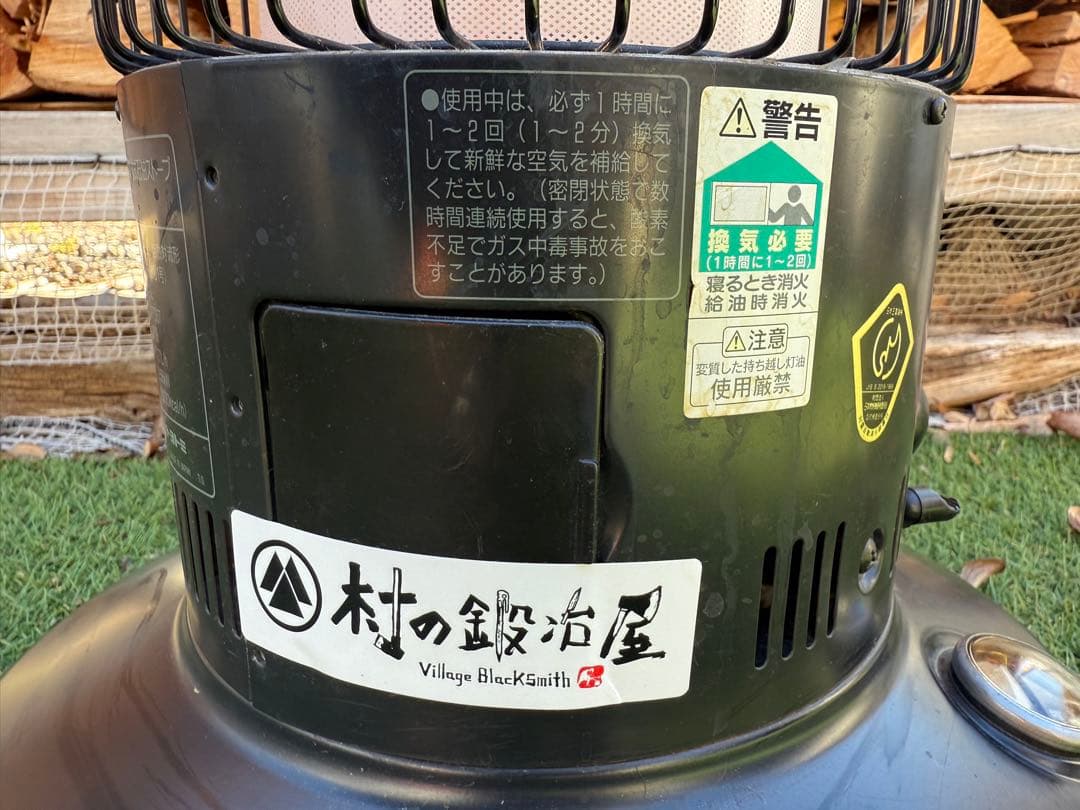 ●使用中は、必ず1時間に
1～2回(1～2分)換気
して新鮮な空気を補給して
ください。(密閉状態で数
時間連続使用すると、酸素
不足でガス中毒事故をおこ
すことがあります。)
警告
換気必要
(1時間に1～2回)
寝るとき消火
給油時消火
注意
変質した持ち越し灯油
使用厳禁
村の鍛冶屋
Village BlackSmith